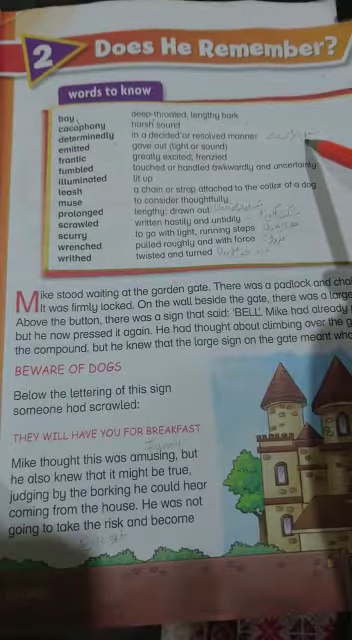 2 Does He Remember?
words to know
bay deep-throated, lengthy bark
cacophony harsh sound
determinedly in a decided or resolved manner
emitted gave out (light or sound)
frantic greatly excited; frenzied
fumbled touched or handled awkwardly and uncertainly
illuminated lit up
leash a chain or strap attached to the collar of a dog
muse to consider thoughtfully
prolonged lengthy; drawn out
scrawled written hastily and untidily
scurry to go with light, running steps
wrenched pulled roughly and with force
writhed twisted and turned
Mike stood waiting at the garden gate. There was a padlock and
It was firmly locked. On the wall beside the gate, there was a large
Above the button, there was a sign that said: 'BELL'. Mike had already
but he now pressed it again. He had thought about climbing over the
the compound, but he knew that the large sign on the gate meant
BEWARE OF DOGS
Below the lettering of this sign
someone had scrawled:
THEY WILL HAVE YOU FOR BREAKFAST
Mike thought this was amusing, but
he also knew that it might be true,
judging by the barking he could hear
coming from the house. He was not
going to take the risk and become